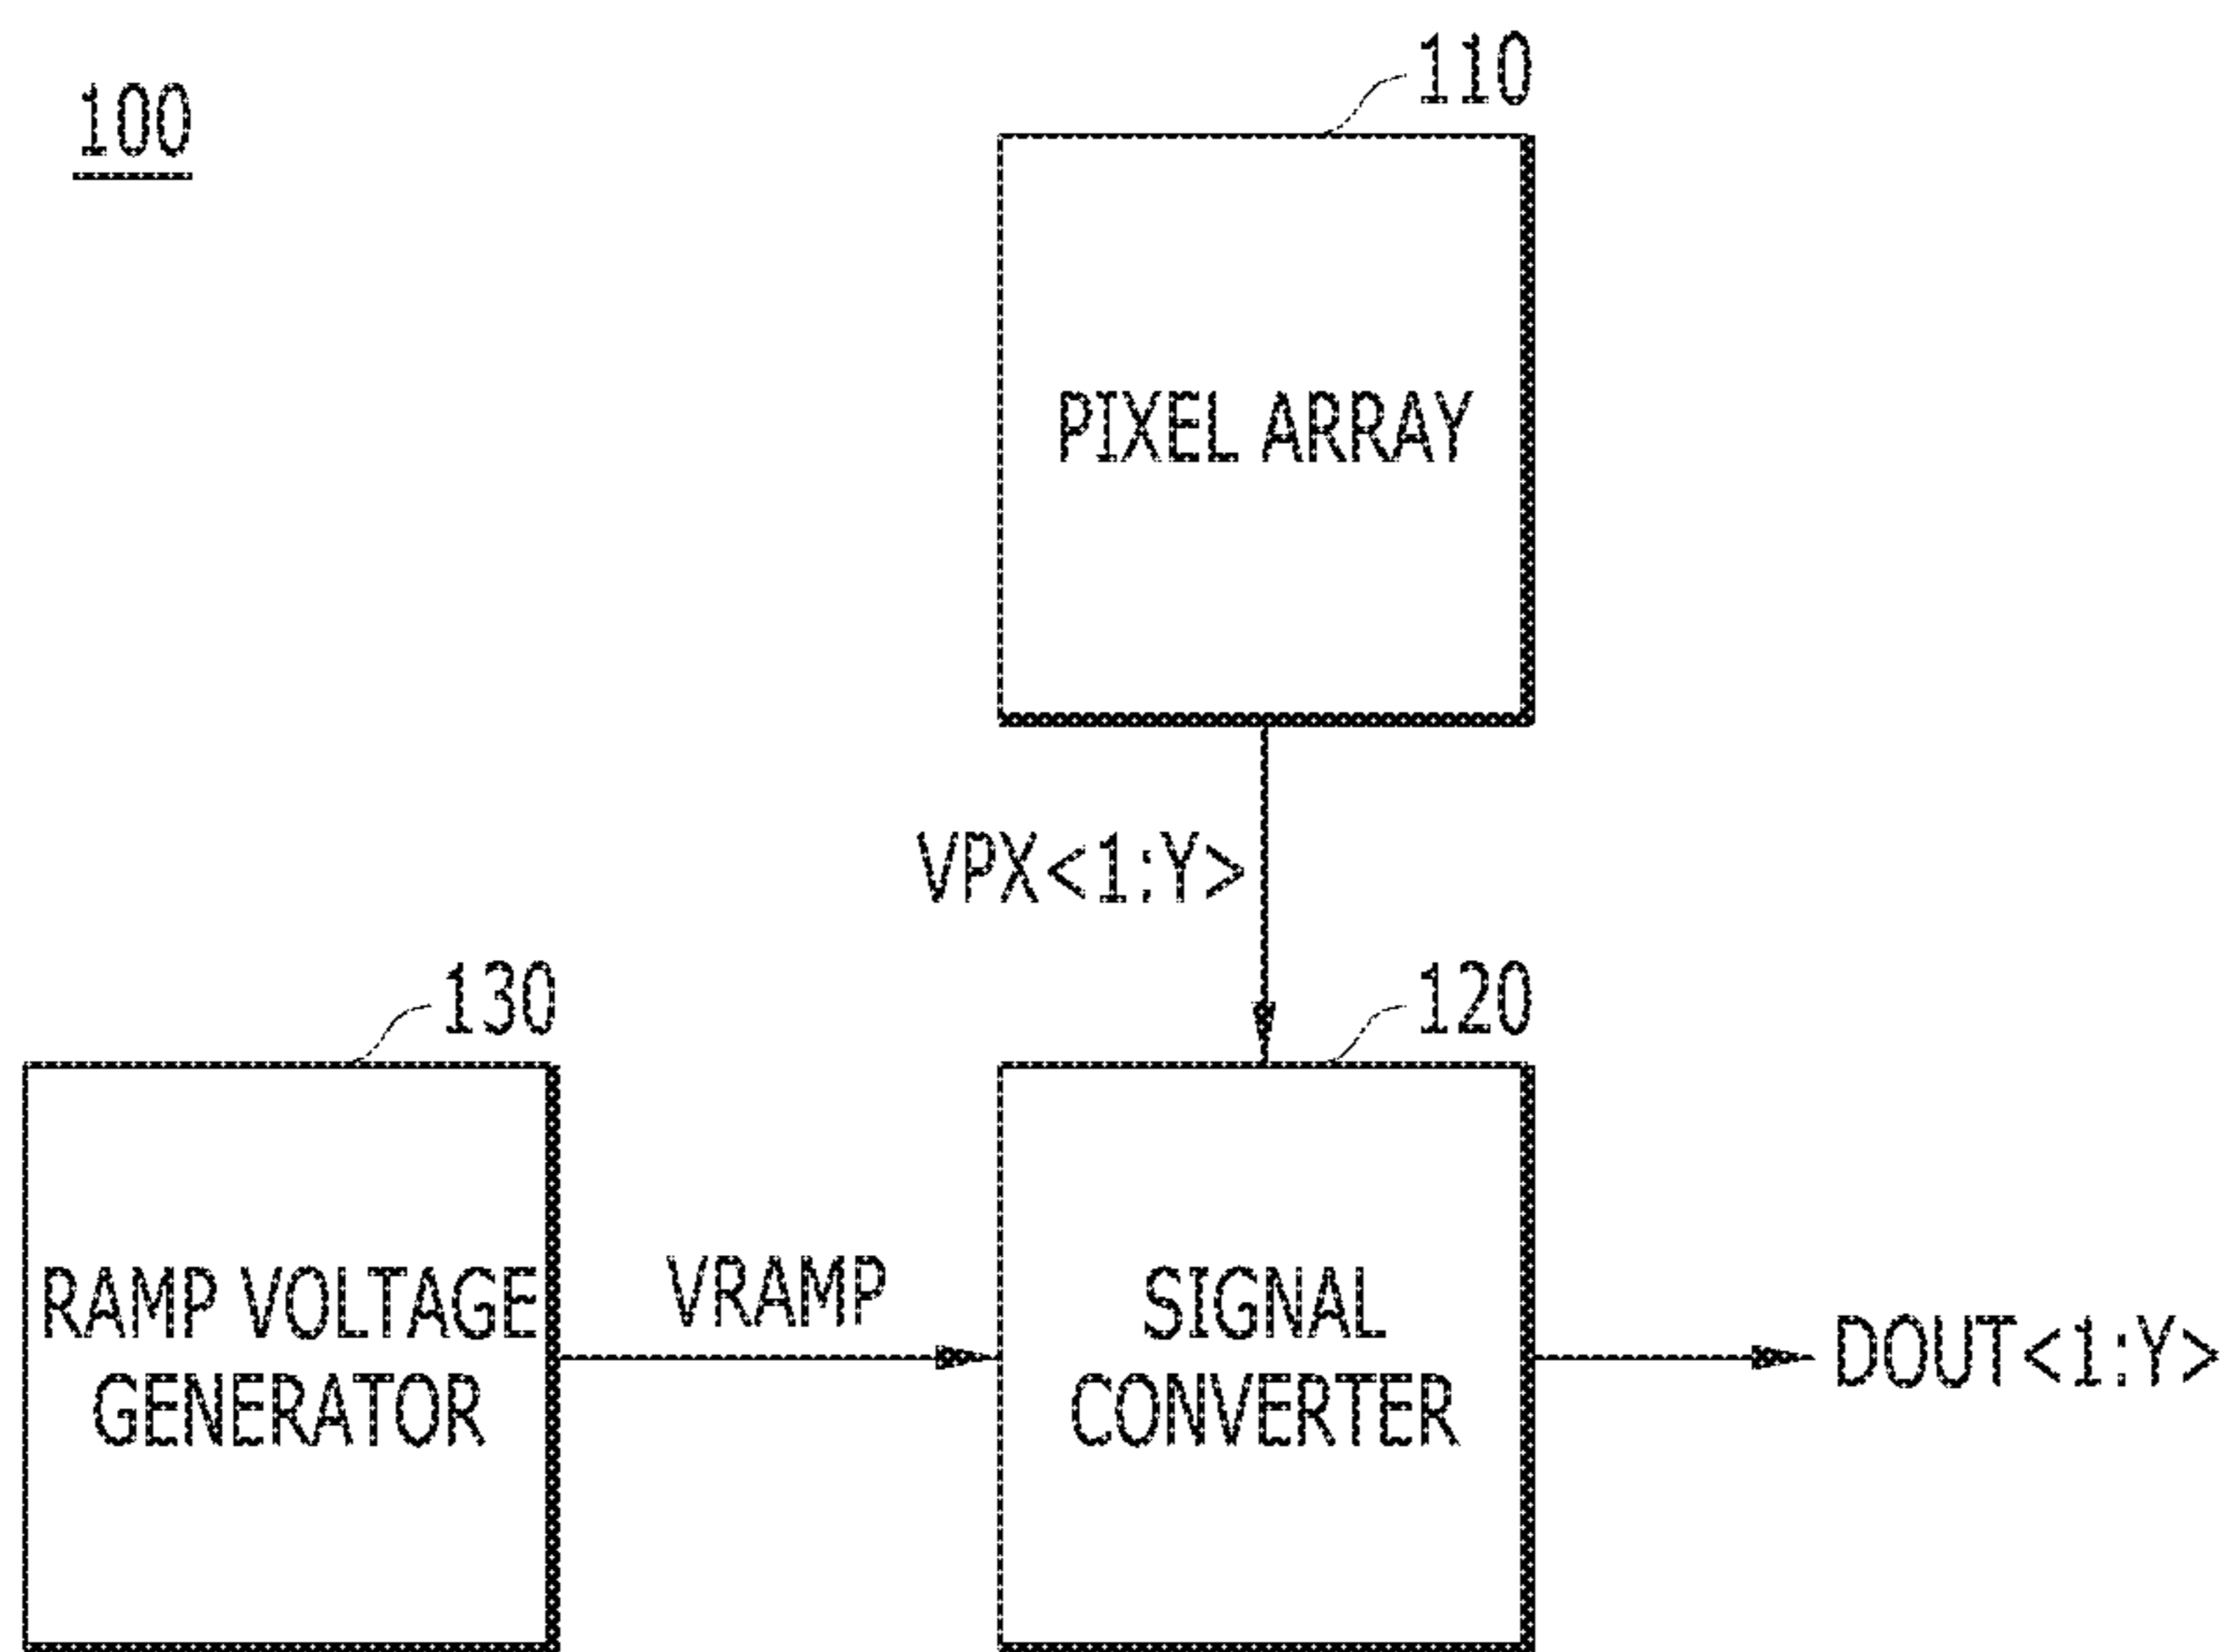 100
110
PIXEL ARRAY
VPX<1:Y>
130
120
RAMP VOLTAGE
GENERATOR
VRAMP
SIGNAL
CONVERTER
DOUT<1:Y>